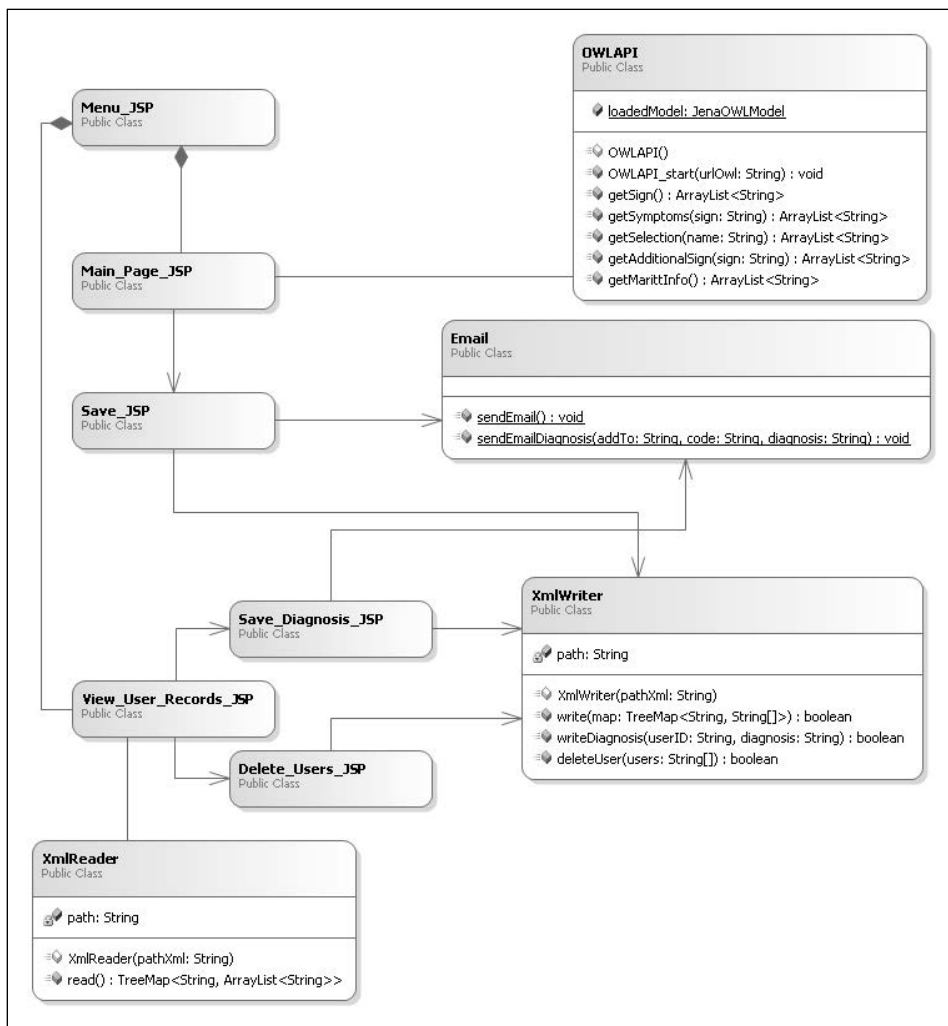 OWLAPI
Public Class
loadedModel: JenaOWLModel
OWLAPI()
OWLAPI_start(urlOwl: String) : void
getSign() : ArrayList<String>
getSymptoms(sign: String) : ArrayList<String>
getSelection(name: String) : ArrayList<String>
getAdditionalSign(sign: String) : ArrayList<String>
getMarittInfo() : ArrayList<String>
Menu_JSP
Public Class
Main_Page_JSP
Public Class
Email
Public Class
sendEmail() : void
sendEmailDiagnosis(addTo: String, code: String, diagnosis: String) : void
Save_JSP
Public Class
XmlWriter
Public Class
path: String
XmlWriter(pathXml: String)
write(map: TreeMap<String, String[]>) : boolean
writeDiagnosis(userID: String, diagnosis: String) : boolean
deleteUser(users: String[]) : boolean
Save_Diagnosis_JSP
Public Class
View_User_Records_JSP
Public Class
Delete_Users_JSP
Public Class
XmlReader
Public Class
path: String
XmlReader(pathXml: String)
read() : TreeMap<String, ArrayList<String>>